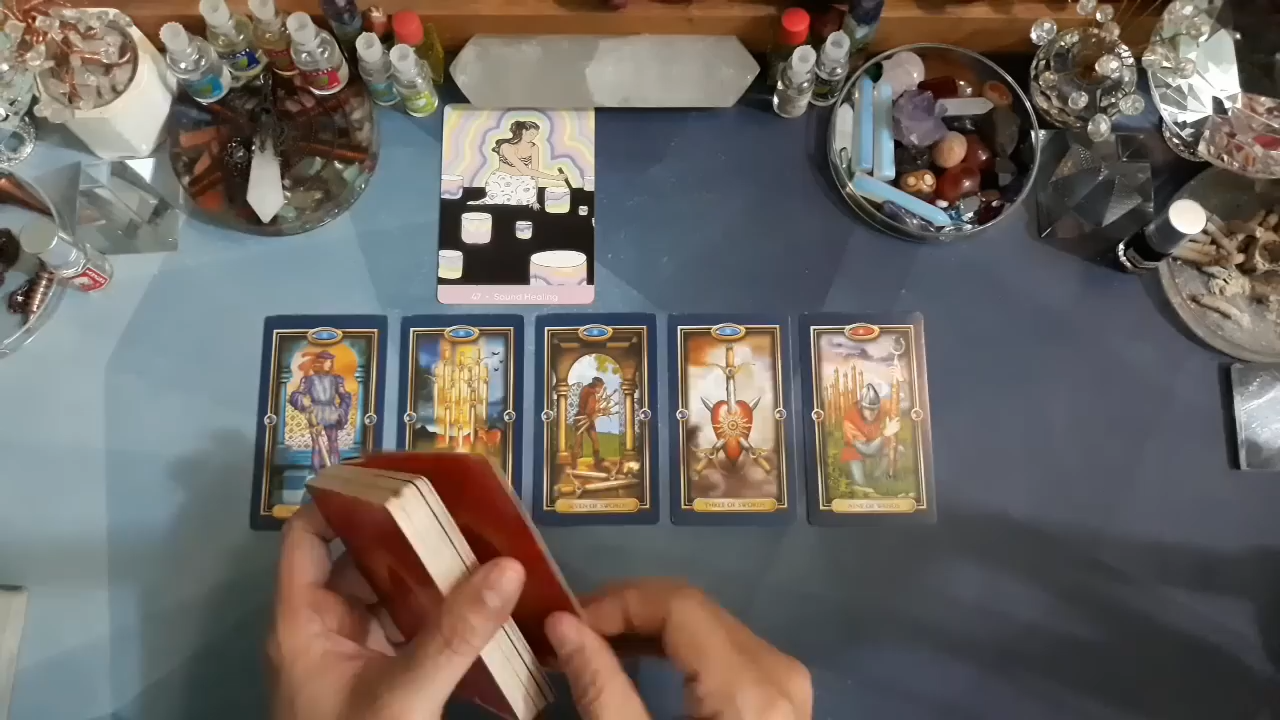 47 • Sound Healing
SEVEN OF SWORDS
THREE OF SWORDS
NINE OF WANDS